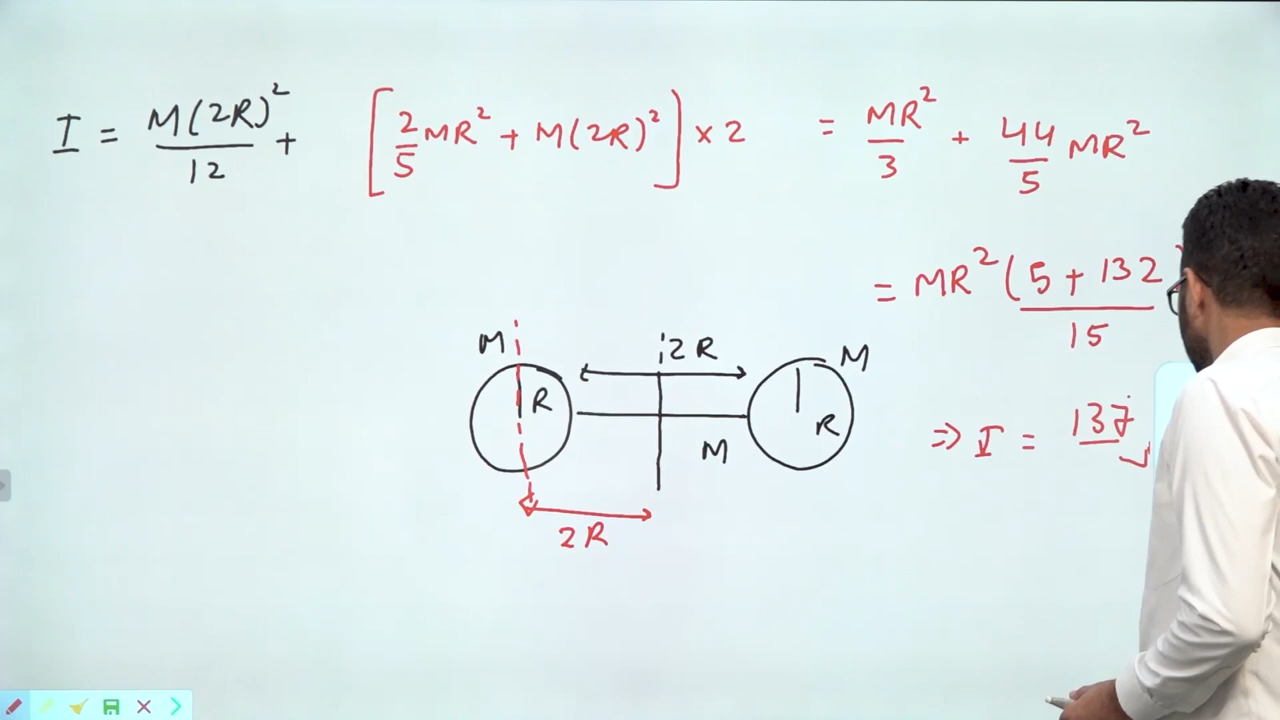 I = M(2R)²/12 + [2/5 MR² + M(2R)²] × 2 = MR²/3 + 44/5 MR²
= MR² (5 + 132 / 15
⇒ I = 137
M 2R M
R R
M
2R